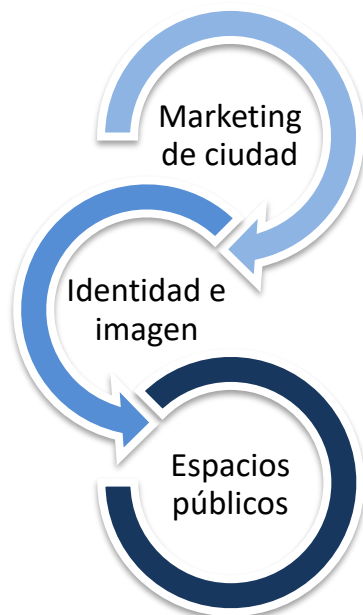 Marketing
de ciudad
Identidad e
imagen
Espacios
públicos